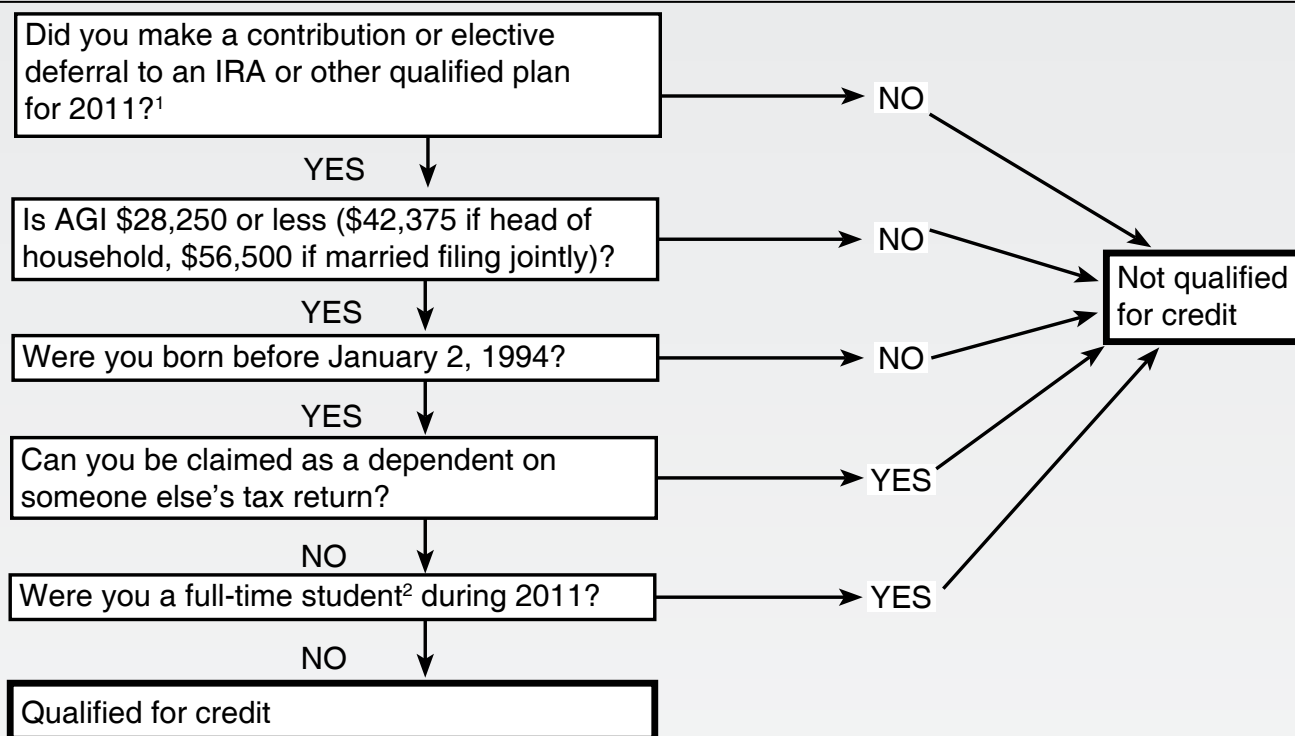 Did you make a contribution or elective
deferral to an IRA or other qualified plan
for 2011?¹
NO
YES
Is AGI $28,250 or less ($42,375 if head of
household, $56,500 if married filing jointly)?
NO
Not qualified
for credit
YES
Were you born before January 2, 1994?
NO
YES
Can you be claimed as a dependent on
someone else's tax return?
YES
NO
Were you a full-time student² during 2011?
YES
NO
Qualified for credit